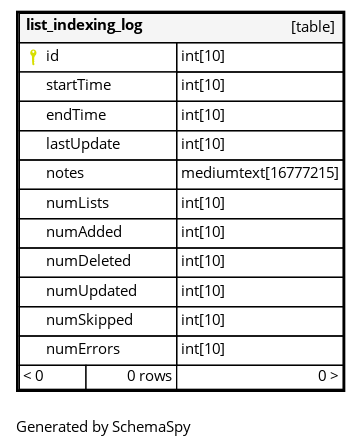 list_indexing_log [table]
id int[10]
startTime int[10]
endTime int[10]
lastUpdate int[10]
notes mediumtext[16777215]
numLists int[10]
numAdded int[10]
numDeleted int[10]
numUpdated int[10]
numSkipped int[10]
numErrors int[10]
< 0 0 rows 0 >
Generated by SchemaSpy